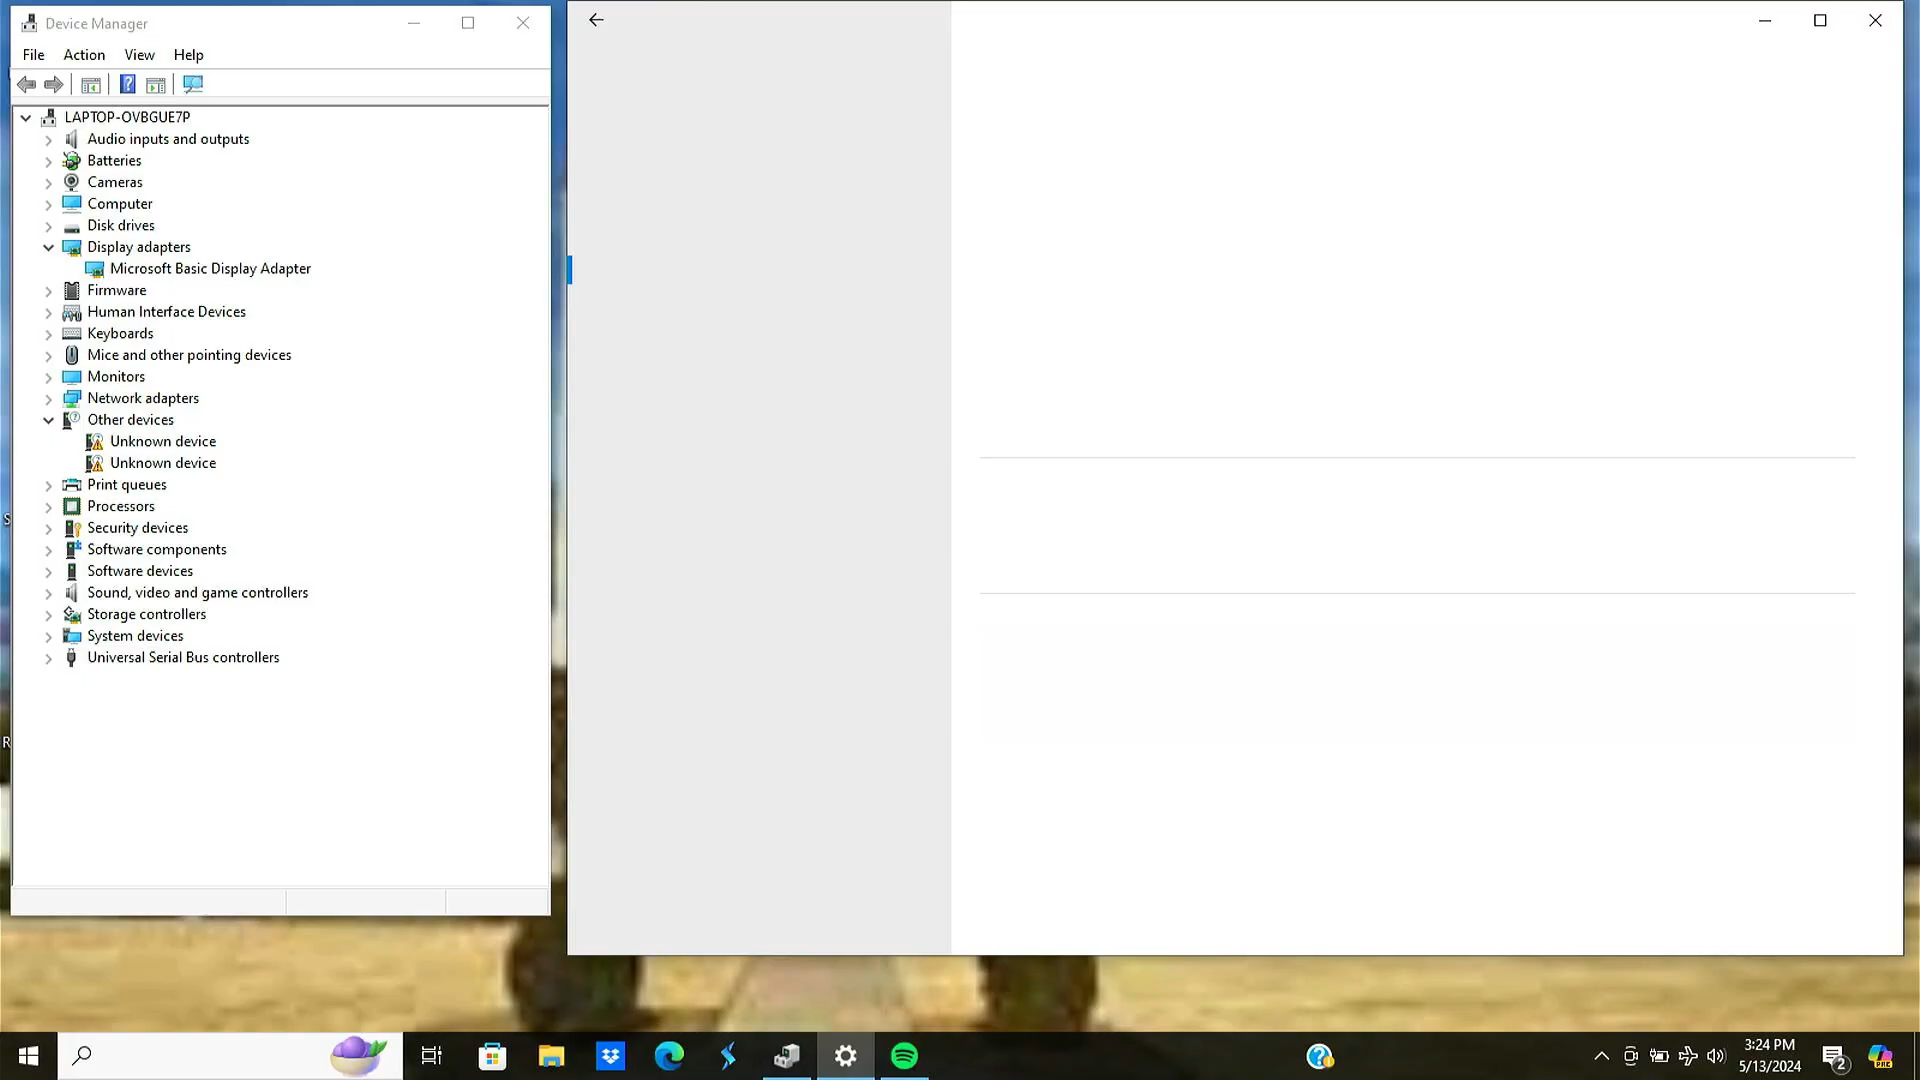 Device Manager
File Action View Help
LAPTOP-OVBGUE7P
Audio inputs and outputs
Batteries
Cameras
Computer
Disk drives
Display adapters
Microsoft Basic Display Adapter
Firmware
Human Interface Devices
Keyboards
Mice and other pointing devices
Monitors
Network adapters
Other devices
Unknown device
Unknown device
Print queues
Processors
Security devices
Software components
Software devices
Sound, video and game controllers
Storage controllers
System devices
Universal Serial Bus controllers
S
R
3:24 PM
5/13/2024
2
PRE